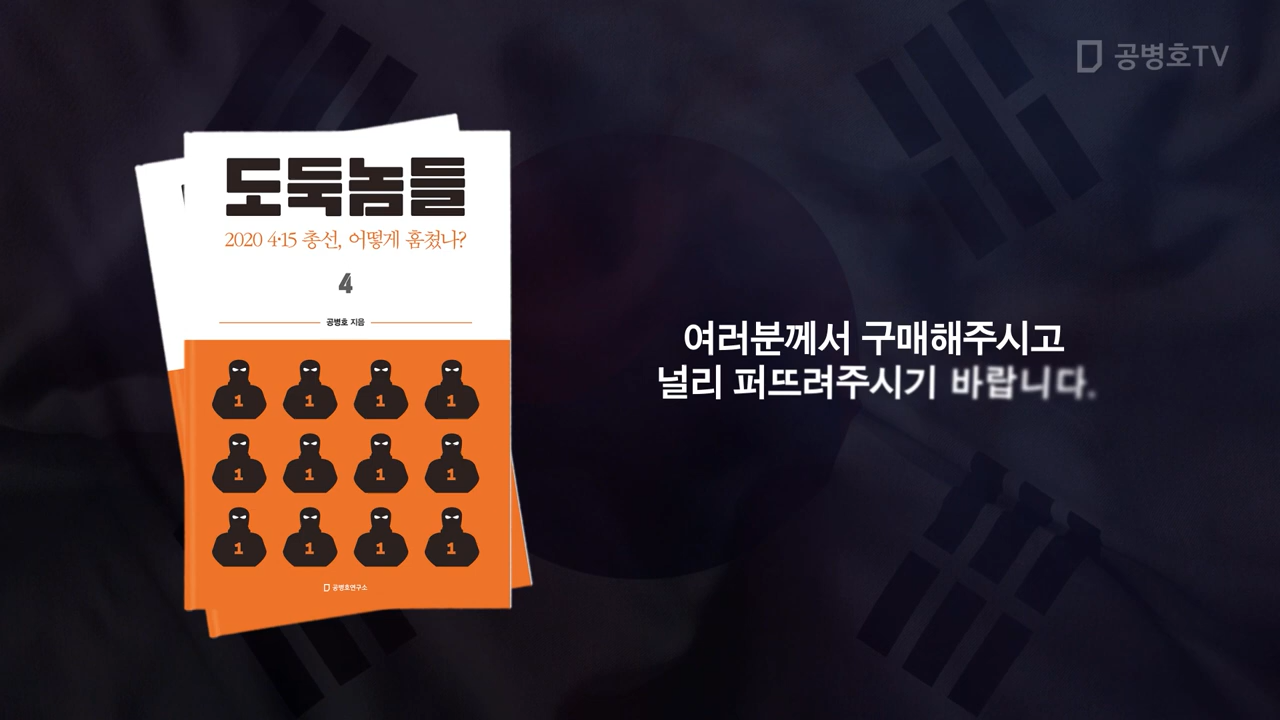 공병호TV
도둑놈들
2020 4·15 총선, 어떻게 훔쳤나?
4
공병호 지음
1 1 1 1
1 1 1 1
1 1 1 1
공병호연구소
여러분께서 구매해주시고
널리 퍼뜨려주시기 바랍니다.